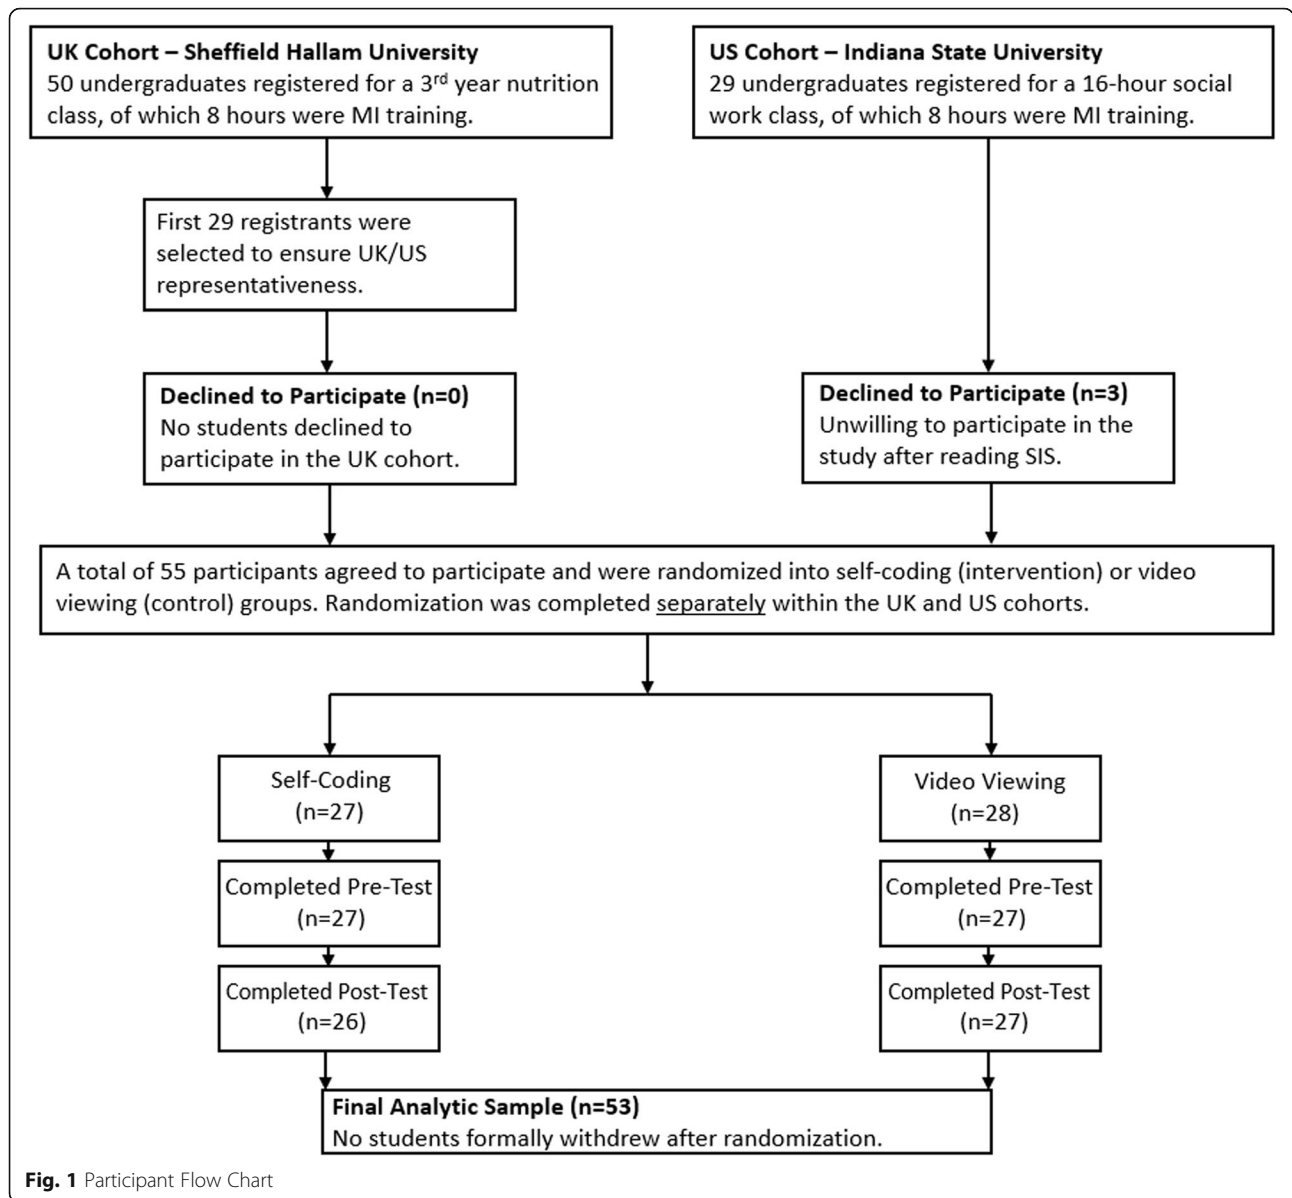 UK Cohort – Sheffield Hallam University
50 undergraduates registered for a 3rd year nutrition
class, of which 8 hours were MI training.
US Cohort – Indiana State University
29 undergraduates registered for a 16-hour social
work class, of which 8 hours were MI training.
First 29 registrants were
selected to ensure UK/US
representativeness.
Declined to Participate (n=0)
No students declined to
participate in the UK cohort.
Declined to Participate (n=3)
Unwilling to participate in the
study after reading SIS.
A total of 55 participants agreed to participate and were randomized into self-coding (intervention) or video
viewing (control) groups. Randomization was completed separately within the UK and US cohorts.
Self-Coding
(n=27)
Video Viewing
(n=28)
Completed Pre-Test
(n=27)
Completed Pre-Test
(n=27)
Completed Post-Test
(n=26)
Completed Post-Test
(n=27)
Final Analytic Sample (n=53)
No students formally withdrew after randomization.
Fig. 1 Participant Flow Chart